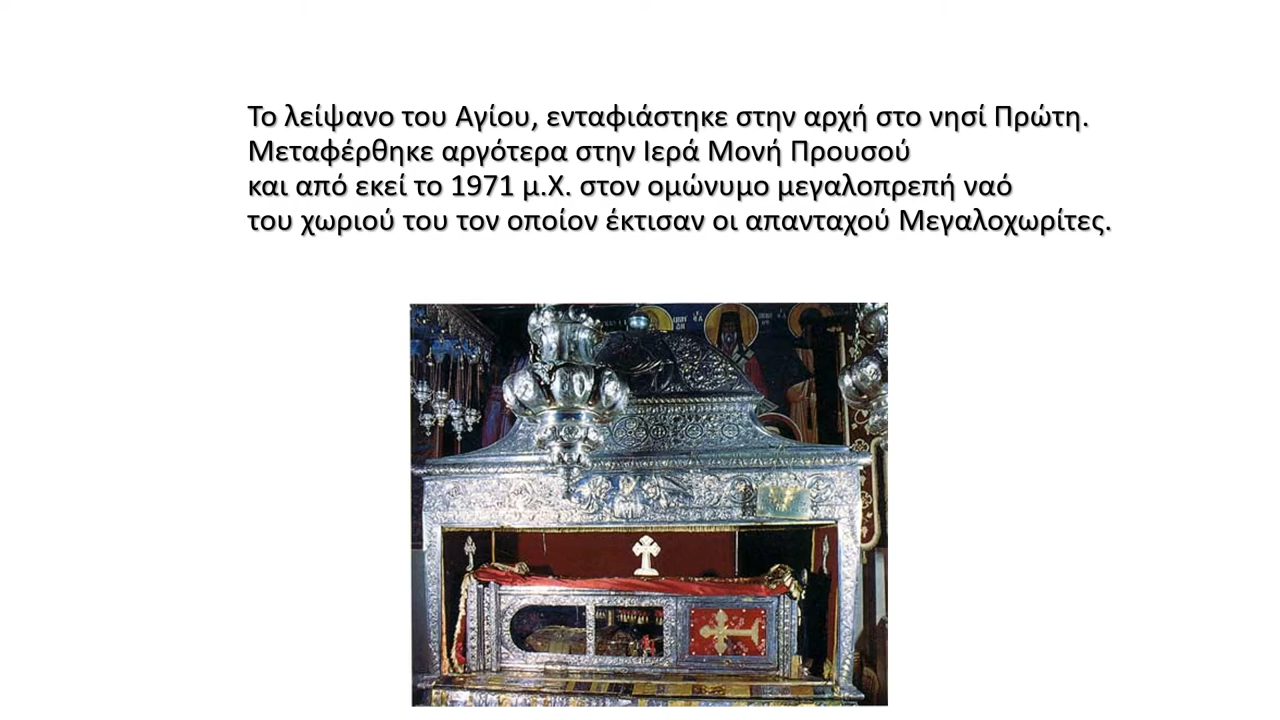 Το λείψανο του Αγίου, ενταφιάστηκε στην αρχή στο νησί Πρώτη.
Μεταφέρθηκε αργότερα στην Ιερά Μονή Προυσού
και από εκεί το 1971 μ.Χ. στον ομώνυμο μεγαλοπρεπή ναό
του χωριού του τον οποίον έκτισαν οι απανταχού Μεγαλοχωρίτες.